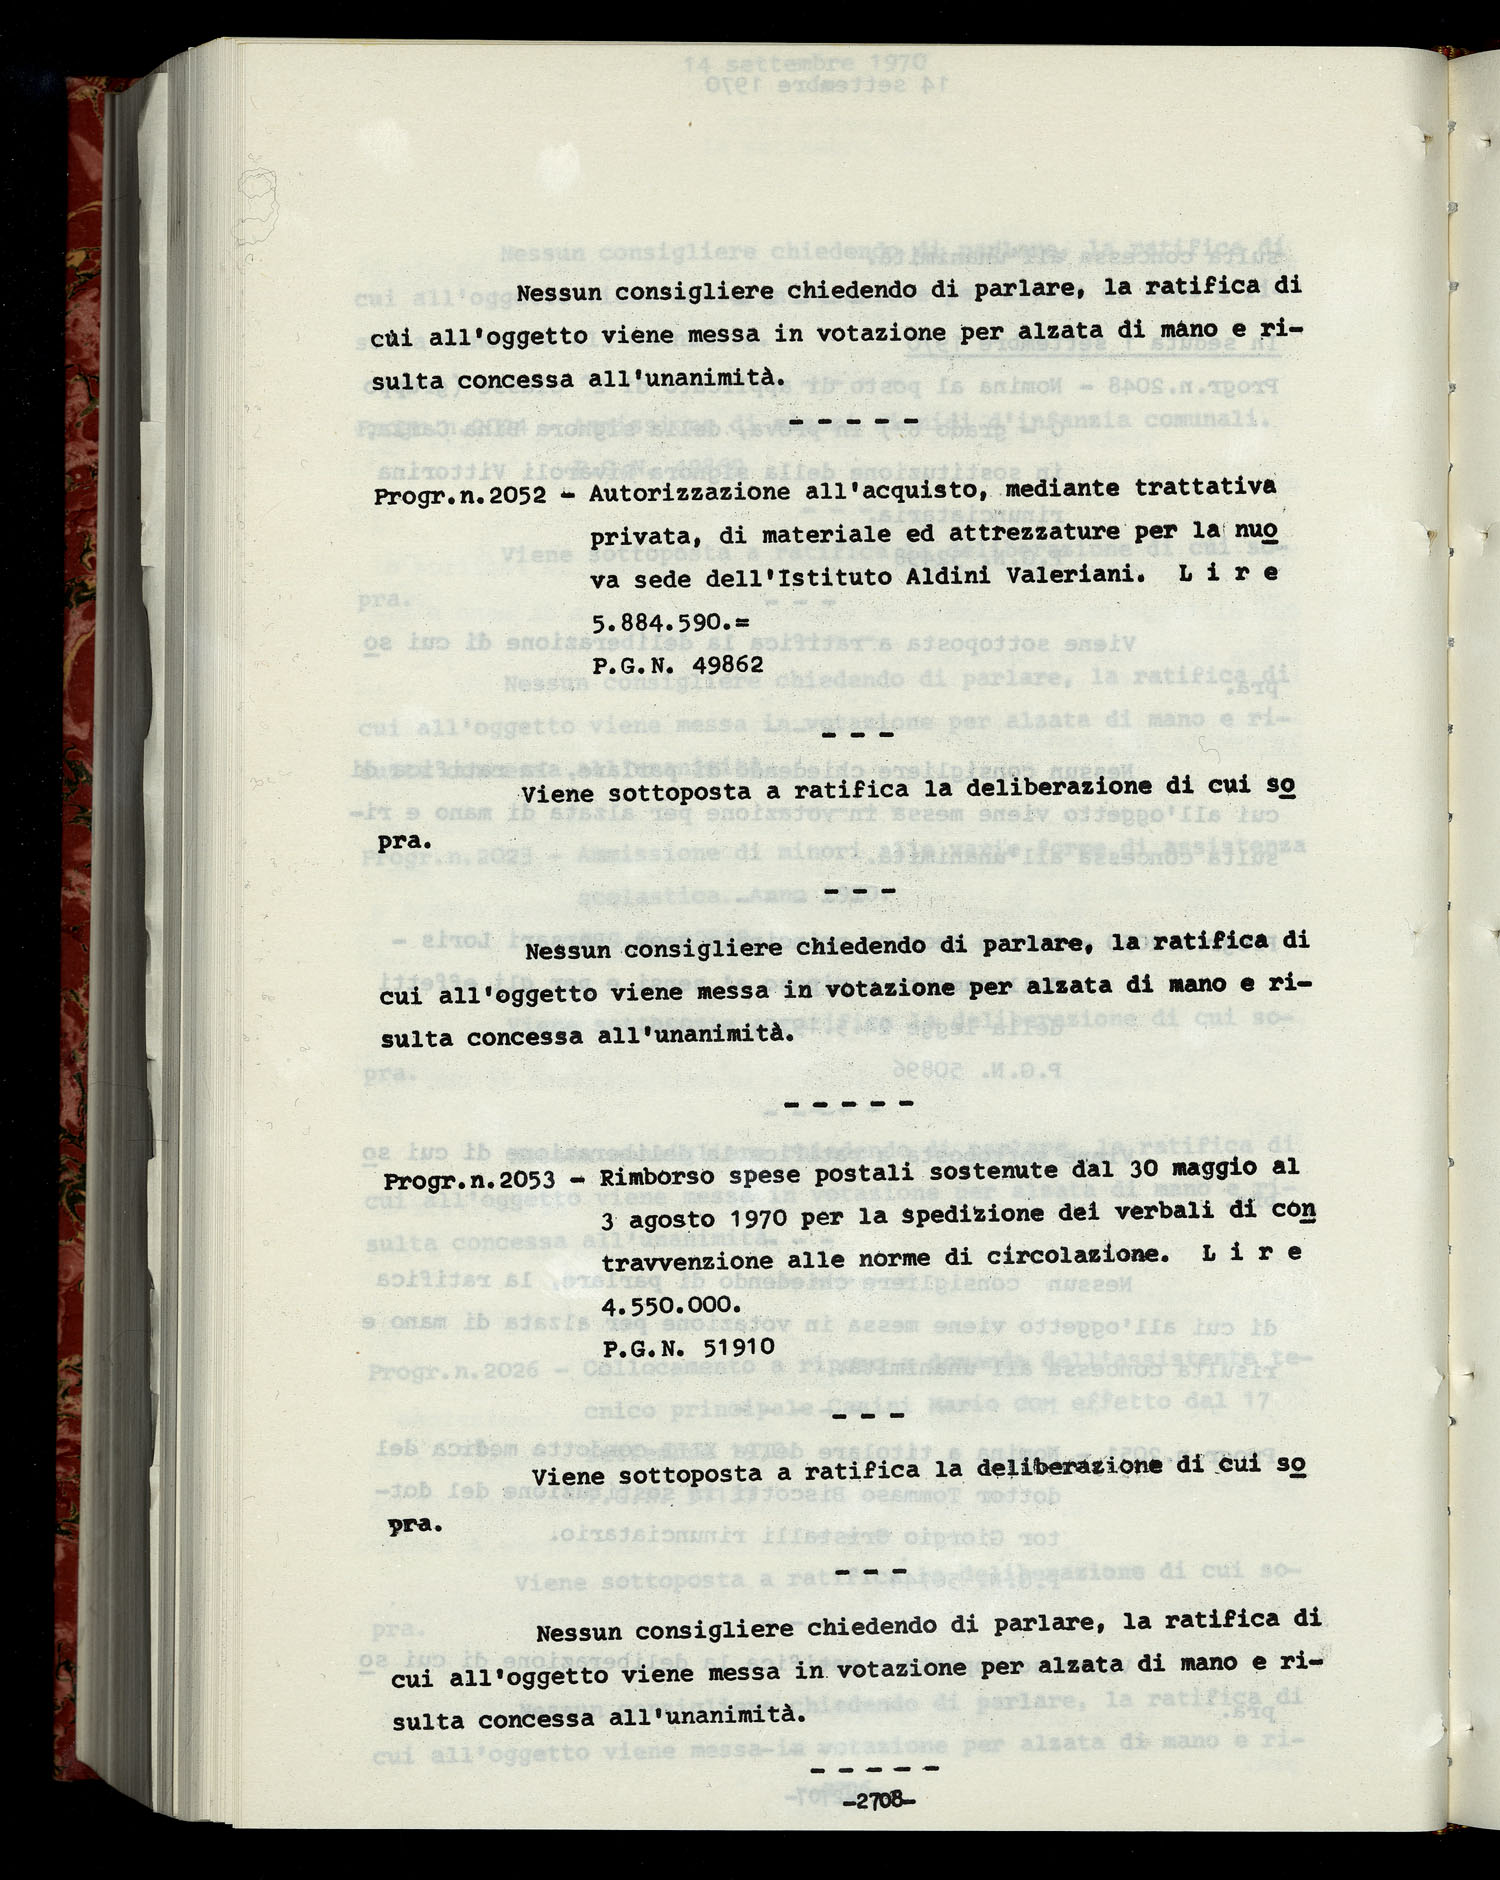 Nessun consigliere chiedendo di parlare, la ratifica di
cui all'oggetto viene messa in votazione per alzata di mano e ri-
sulta concessa all'unanimità.
- - - - -
Progr.n.2052 - Autorizzazione all'acquisto, mediante trattativa
privata, di materiale ed attrezzature per la nuo
va sede dell'Istituto Aldini Valeriani. L i r e
5.884.590.=
P.G.N. 49862
- - -
Viene sottoposta a ratifica la deliberazione di cui so
pra.
- - -
Nessun consigliere chiedendo di parlare, la ratifica di
cui all'oggetto viene messa in votazione per alzata di mano e ri-
sulta concessa all'unanimità.
- - - - -
Progr.n.2053 - Rimborso spese postali sostenute dal 30 maggio al
3 agosto 1970 per la spedizione dei verbali di con
travvenzione alle norme di circolazione. L i r e
4.550.000.
P.G.N. 51910
- - -
Viene sottoposta a ratifica la deliberazione di cui so
pra.
- - -
Nessun consigliere chiedendo di parlare, la ratifica di
cui all'oggetto viene messa in votazione per alzata di mano e ri-
sulta concessa all'unanimità.
- - - - -
-2708-